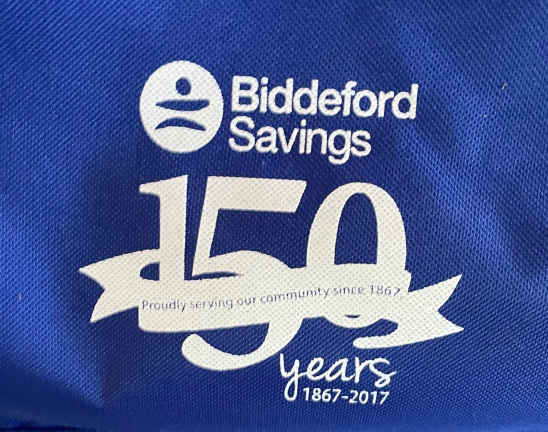 Biddeford
Savings
150
Proudly serving our community since 1867
years
1867-2017